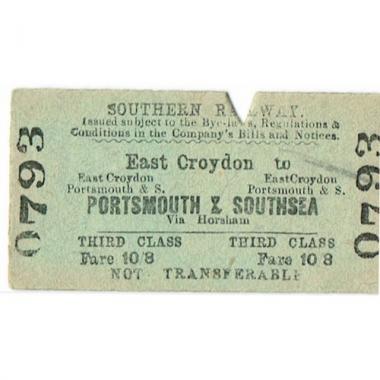 SOUTHERN RAILWAY.
Issued subject to the Bye-laws, Regulations &
Conditions in the Company's Bills and Notices.
East Croydon to
East Croydon EastCroydon
Portsmouth & S. Portsmouth & S.
PORTSMOUTH & SOUTHSEA
Via Horsham
THIRD CLASS THIRD CLASS
Fare 10/8 Fare 10 8
NOT TRANSFERABLE
0793
0793